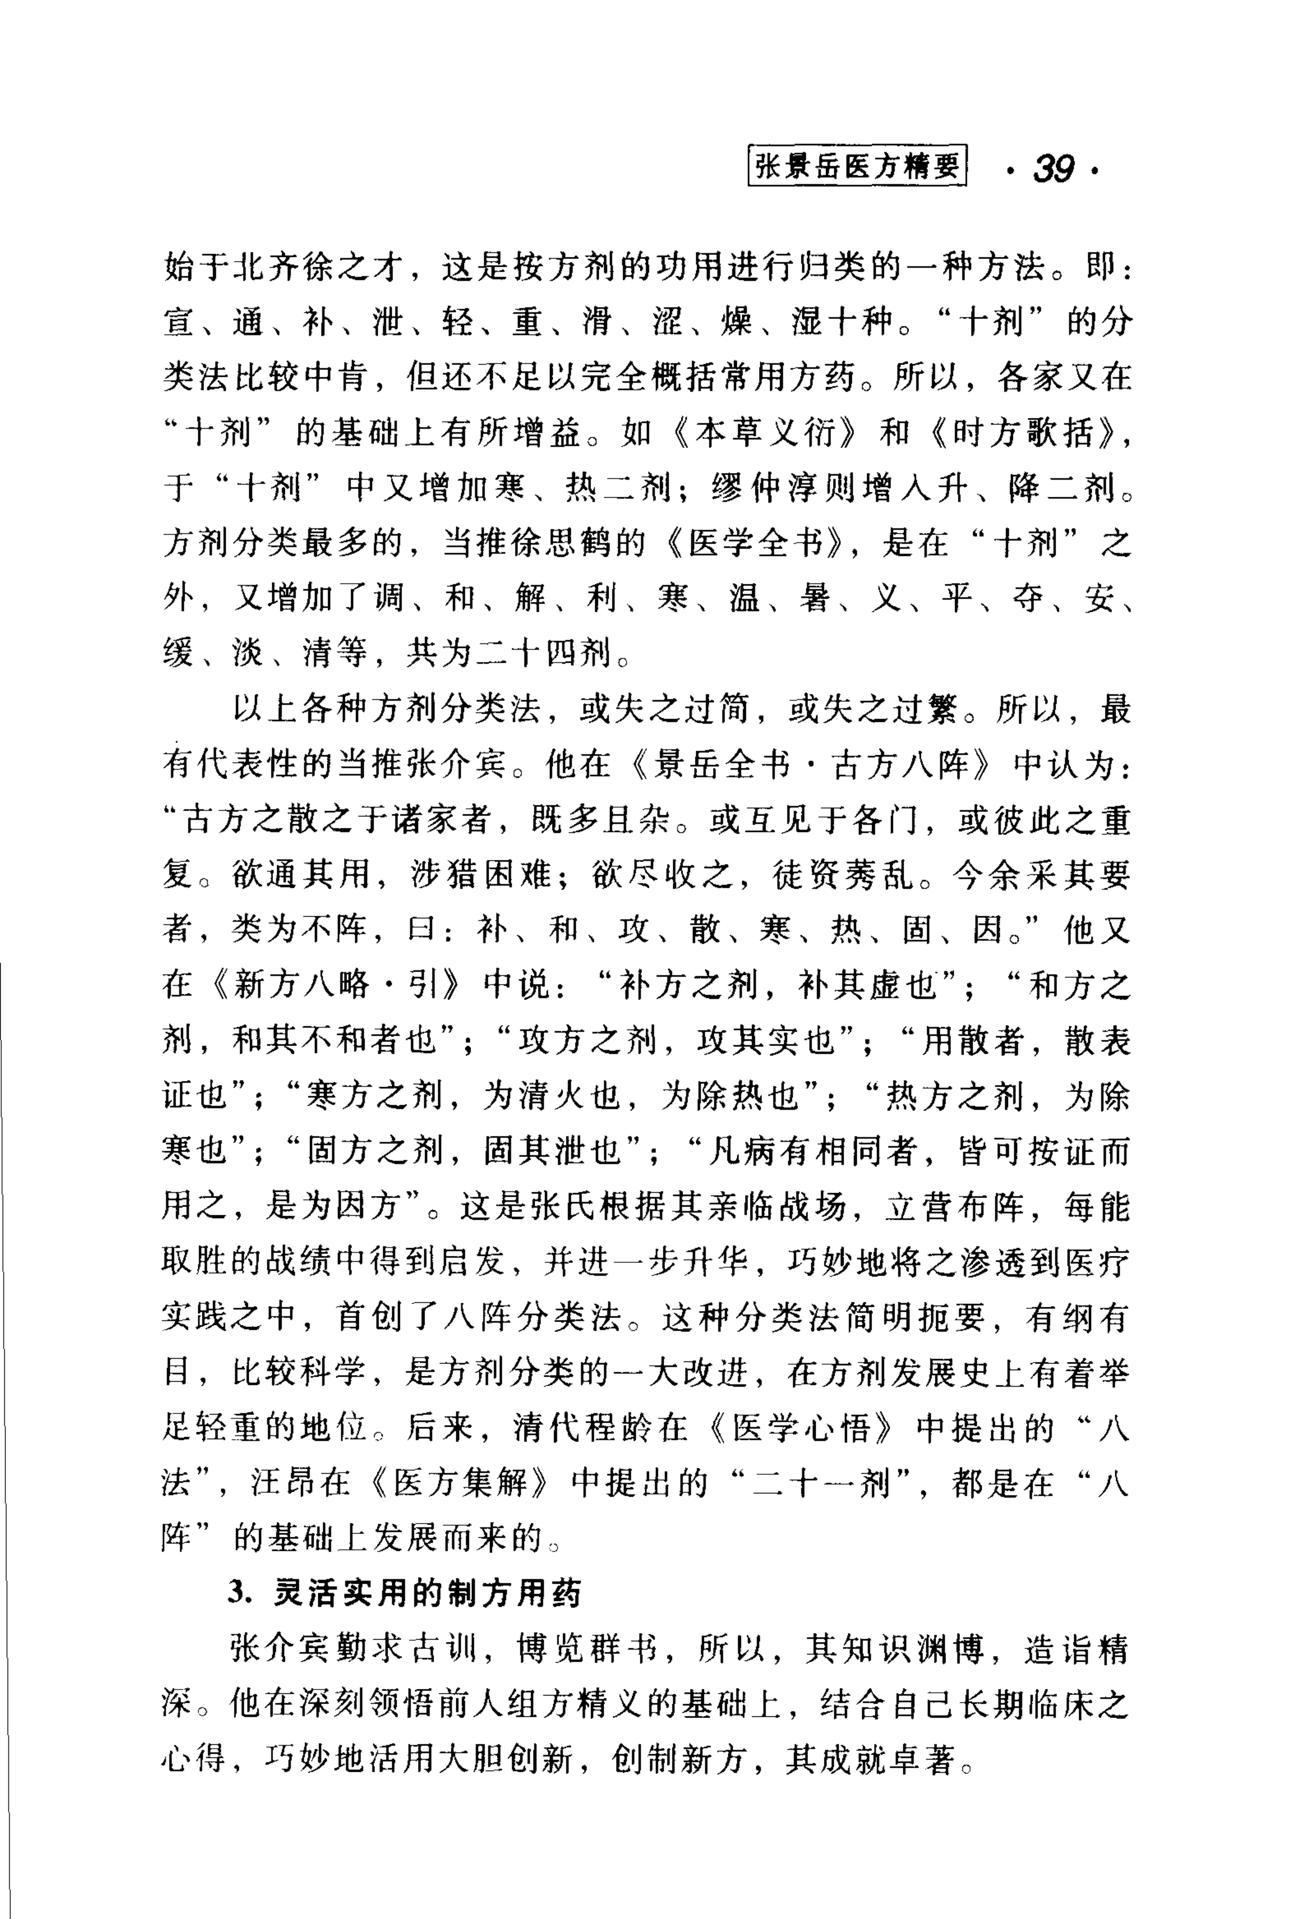 张景岳医方精要 ·39·
始于北齐徐之才，这是按方剂的功用进行归类的一种方法。即：
宣、通、补、泄、轻、重、滑、涩、燥、湿十种。“十剂”的分
类法比较中肯，但还不足以完全概括常用方药。所以，各家又在
“十剂”的基础上有所增益。如《本草义衍》和《时方歌括》，
于“十剂”中又增加寒、热二剂；缪仲淳则增入升、降二剂。
方剂分类最多的，当推徐思鹤的《医学全书》，是在“十剂”之
外，又增加了调、和、解、利、寒、温、暑、义、平、夺、安、
缓、淡、清等，共为二十四剂。
以上各种方剂分类法，或失之过简，或失之过繁。所以，最
有代表性的当推张介宾。他在《景岳全书·古方八阵》中认为：
“古方之散之于诸家者，既多且杂。或互见于各门，或彼此之重
复。欲通其用，涉猎困难；欲尽收之，徒资莠乱。今余采其要
者，类为不阵，曰：补、和、攻、散、寒、热、固、因。”他又
在《新方八略·引》中说：“补方之剂，补其虚也”；“和方之
剂，和其不和者也”；“攻方之剂，攻其实也”；“用散者，散表
证也”；“寒方之剂，为清火也，为除热也”；“热方之剂，为除
寒也”；“固方之剂，固其泄也”；“凡病有相同者，皆可按证而
用之，是为因方”。这是张氏根据其亲临战场，立营布阵，每能
取胜的战绩中得到启发，并进一步升华，巧妙地将之渗透到医疗
实践之中，首创了八阵分类法。这种分类法简明扼要，有纲有
目，比较科学，是方剂分类的一大改进，在方剂发展史上有着举
足轻重的地位。后来，清代程龄在《医学心悟》中提出的“八
法”，汪昂在《医方集解》中提出的“二十一剂”，都是在“八
阵”的基础上发展而来的。
3. 灵活实用的制方用药
张介宾勤求古训，博览群书，所以，其知识渊博，造诣精
深。他在深刻领悟前人组方精义的基础上，结合自己长期临床之
心得，巧妙地活用大胆创新，创制新方，其成就卓著。